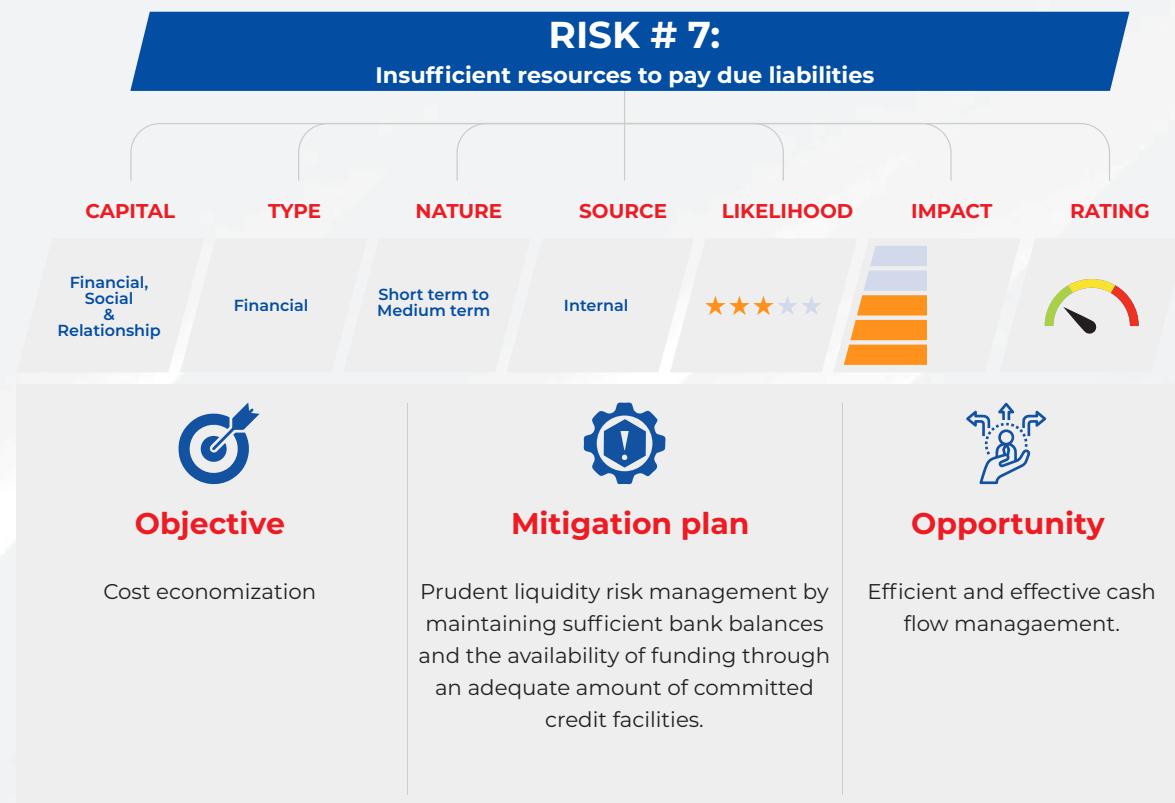 RISK # 7:
Insufficient resources to pay due liabilities
CAPITAL
TYPE
NATURE
SOURCE
LIKELIHOOD
IMPACT
RATING
Financial,
Social
&
Relationship
Financial
Short term to
Medium term
Internal
Objective
Cost economization
Mitigation plan
Prudent liquidity risk management by
maintaining sufficient bank balances
and the availability of funding through
an adequate amount of committed
credit facilities.
Opportunity
Efficient and effective cash
flow managaement.